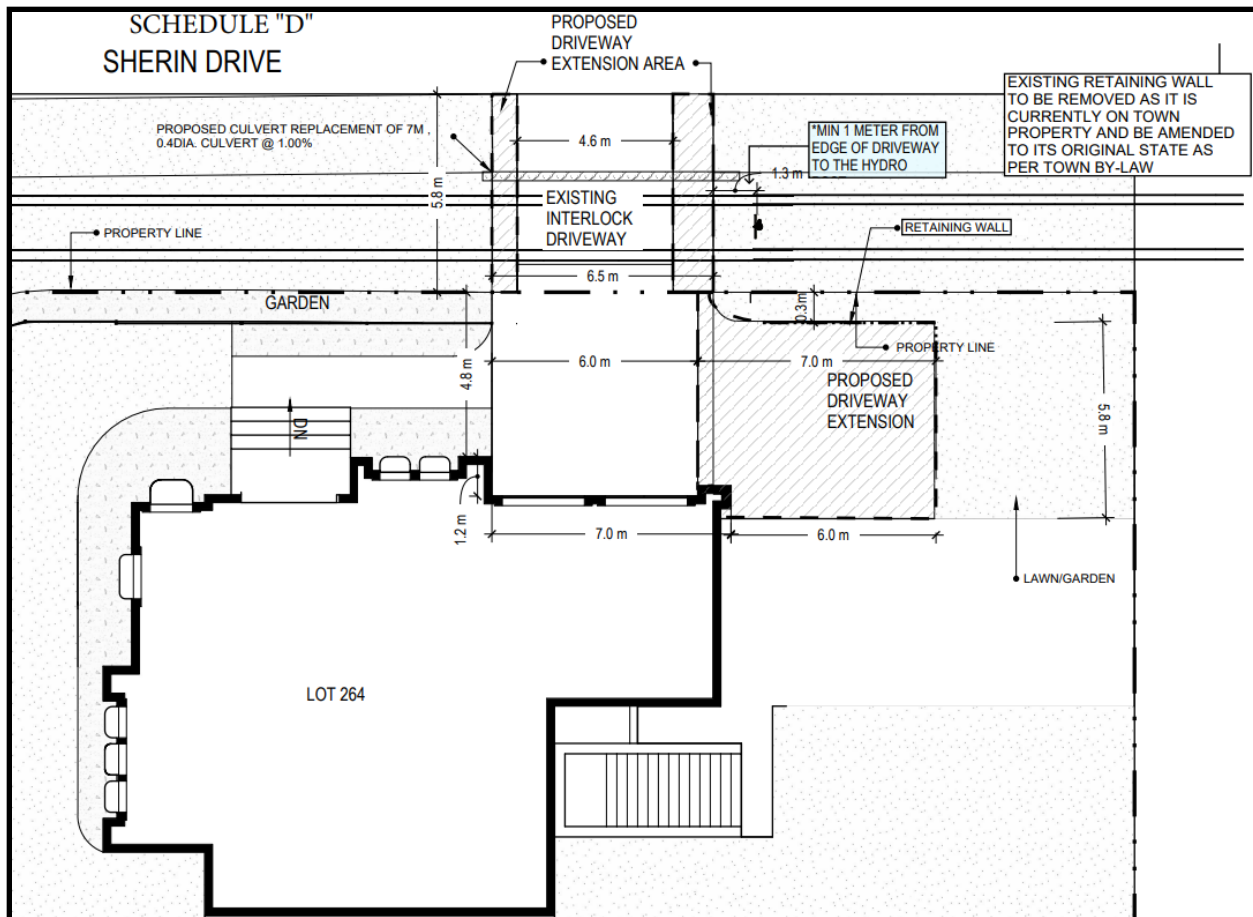 SCHEDULE "D"
SHERIN DRIVE
PROPOSED
DRIVEWAY
EXTENSION AREA
EXISTING RETAINING WALL
TO BE REMOVED AS IT IS
CURRENTLY ON TOWN
PROPERTY AND BE AMENDED
TO ITS ORIGINAL STATE AS
PER TOWN BY-LAW
PROPOSED CULVERT REPLACEMENT OF 7M ,
0.4DIA. CULVERT @ 1.00%
4.6 m
*MIN 1 METER FROM
EDGE OF DRIVEWAY
TO THE HYDRO
1.3 m
5.8 m
EXISTING
INTERLOCK
DRIVEWAY
PROPERTY LINE
RETAINING WALL
6.5 m
GARDEN
0.3m
PROPERTY LINE
4.8 m
6.0 m
7.0 m
PROPOSED
DRIVEWAY
EXTENSION
5.8 m
DN
1.2 m
7.0 m
6.0 m
LAWN/GARDEN
LOT 264